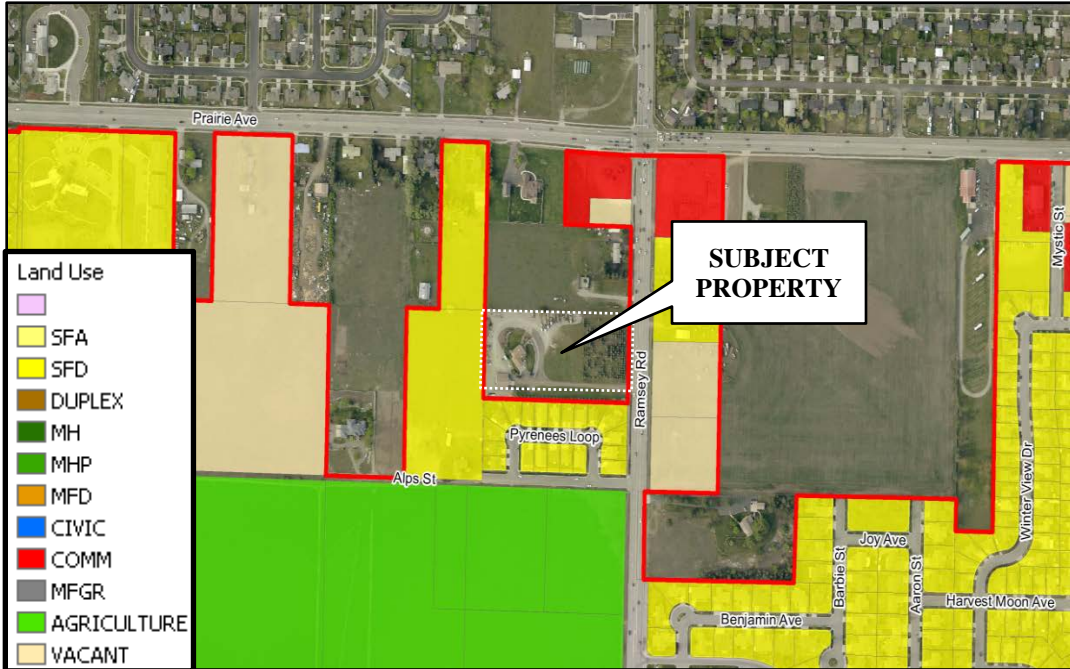 Prairie Ave
Mystic St
SUBJECT
PROPERTY
Land Use
SFA
SFD
DUPLEX
MH
MHP
MFD
CIVIC
COMM
MFGR
AGRICULTURE
VACANT
Ramsey Rd
Pyrenees Loop
Alps St
Winter View Dr
Joy Ave
Barbie St
Aaron St
Harvest Moon Ave
Benjamin Ave